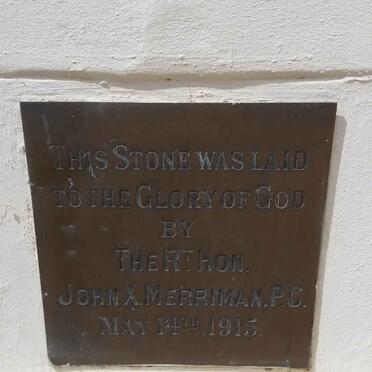 THIS STONE WAS LAID
TO THE GLORY OF GOD
BY
THE RT HON.
JOHN X. MERRIMAN. P.C.
MAY 14TH. 1915.